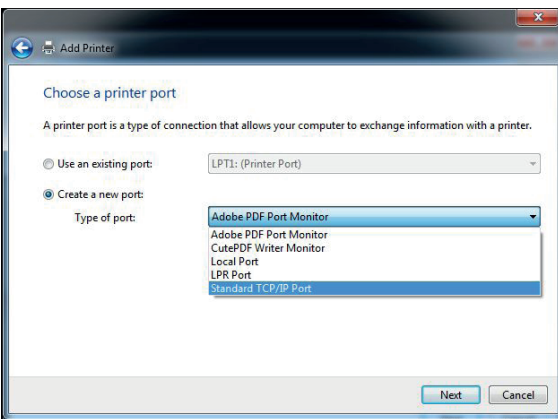 Add Printer
Choose a printer port
A printer port is a type of connection that allows your computer to exchange information with a printer.
Use an existing port: LPT1: (Printer Port)
Create a new port:
Type of port: Adobe PDF Port Monitor
Adobe PDF Port Monitor
CutePDF Writer Monitor
Local Port
LPR Port
Standard TCP/IP Port
Next Cancel